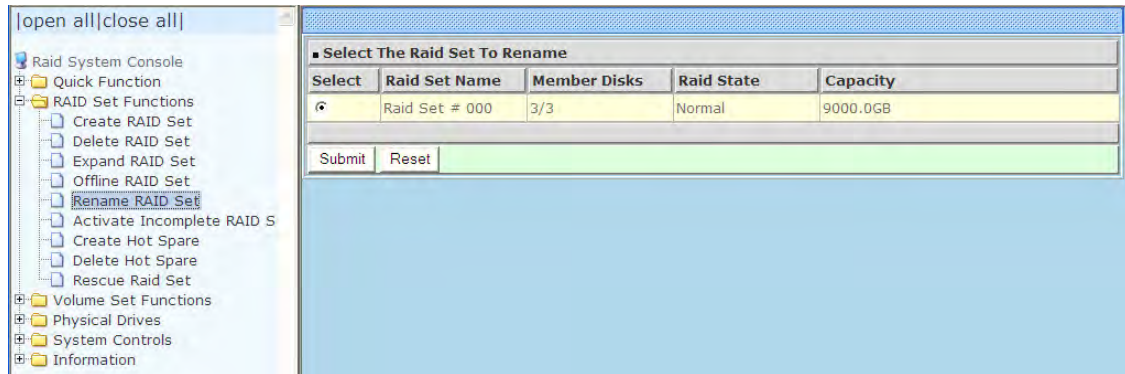 |open all|close all|
Raid System Console
Quick Function
RAID Set Functions
Create RAID Set
Delete RAID Set
Expand RAID Set
Offline RAID Set
Rename RAID Set
Activate Incomplete RAID S
Create Hot Spare
Delete Hot Spare
Rescue Raid Set
Volume Set Functions
Physical Drives
System Controls
Information
Select The Raid Set To Rename
Select Raid Set Name Member Disks Raid State Capacity
Raid Set # 000 3/3 Normal 9000.0GB
Submit Reset